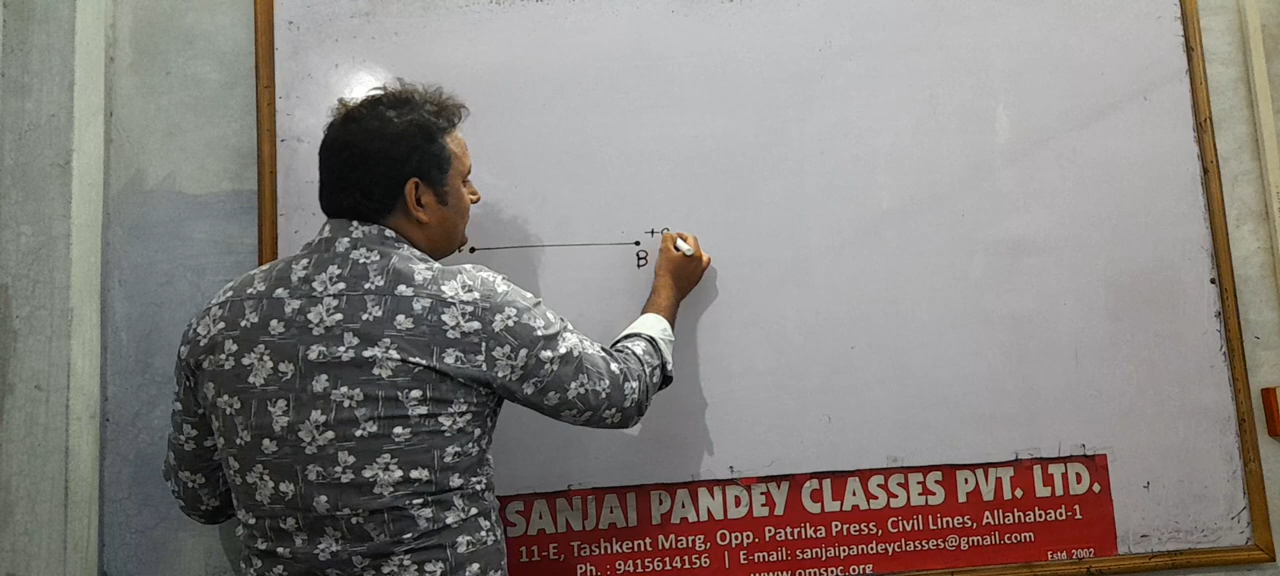 B
SANJAI PANDEY CLASSES PVT. LTD.
11-E, Tashkent Marg, Opp. Patrika Press, Civil Lines, Allahabad-1
Ph. : 9415614156 | E-mail: sanjaipandeyclasses@gmail.com
Estd. 2002
www.omspc.org